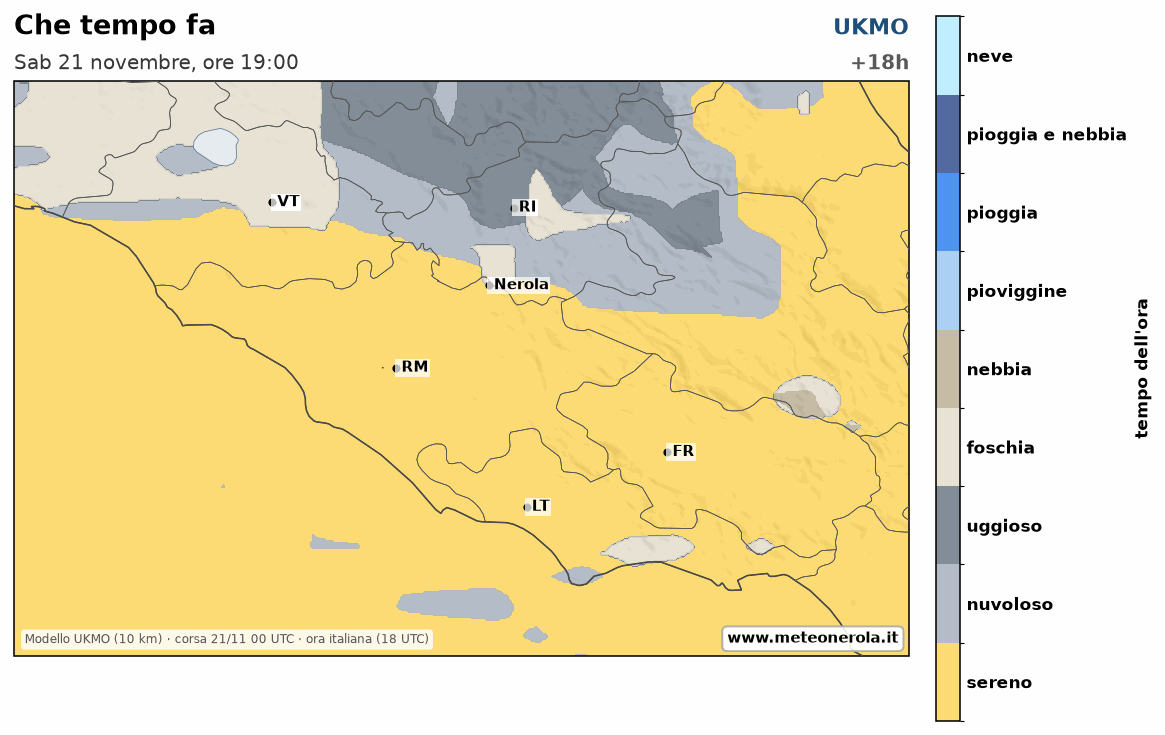 Che tempo fa
UKMO
Sab 21 novembre, ore 19:00
+18h
neve
pioggia e nebbia
pioggia
pioviggine
nebbia
foschia
uggioso
nuvoloso
sereno
tempo dell'ora
VT
RI
Nerola
RM
FR
LT
Modello UKMO (10 km) · corsa 21/11 00 UTC · ora italiana (18 UTC)
www.meteonerola.it